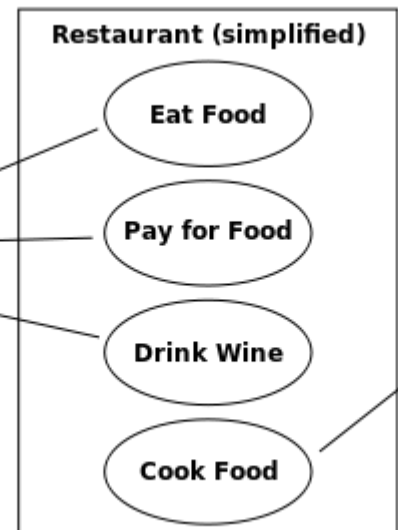 Restaurant (simplified)
Eat Food
Pay for Food
Drink Wine
Cook Food